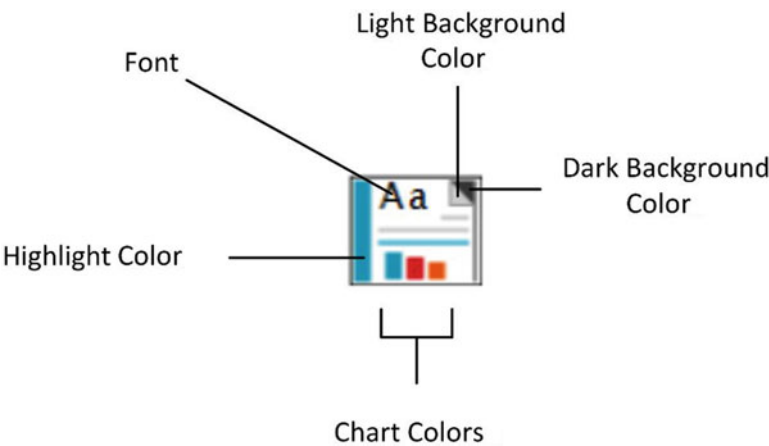 Light Background
Color
Font
Dark Background
Color
Aa
Highlight Color
Chart Colors